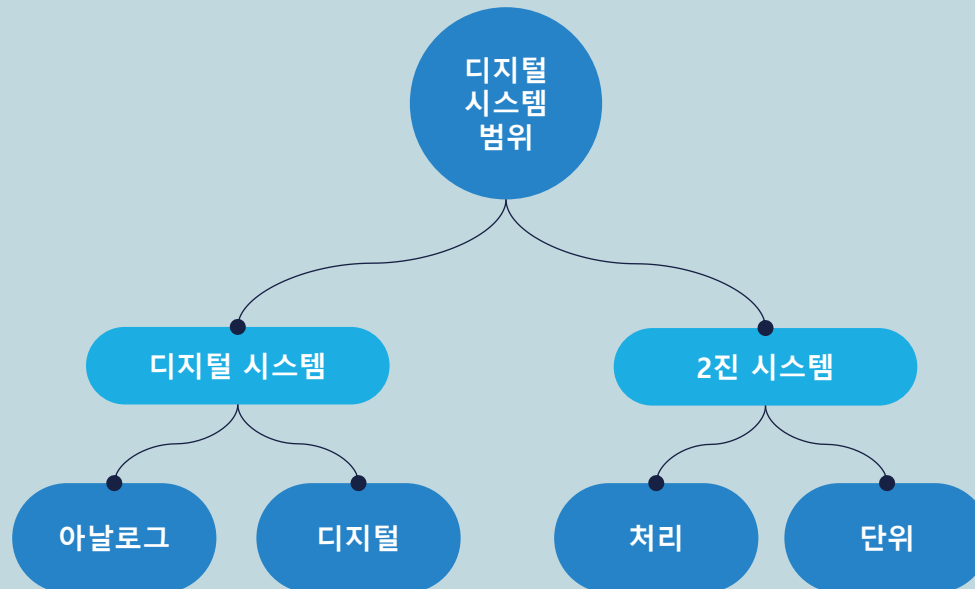 디지털
시스템
범위
디지털 시스템
2진 시스템
아날로그
디지털
처리
단위